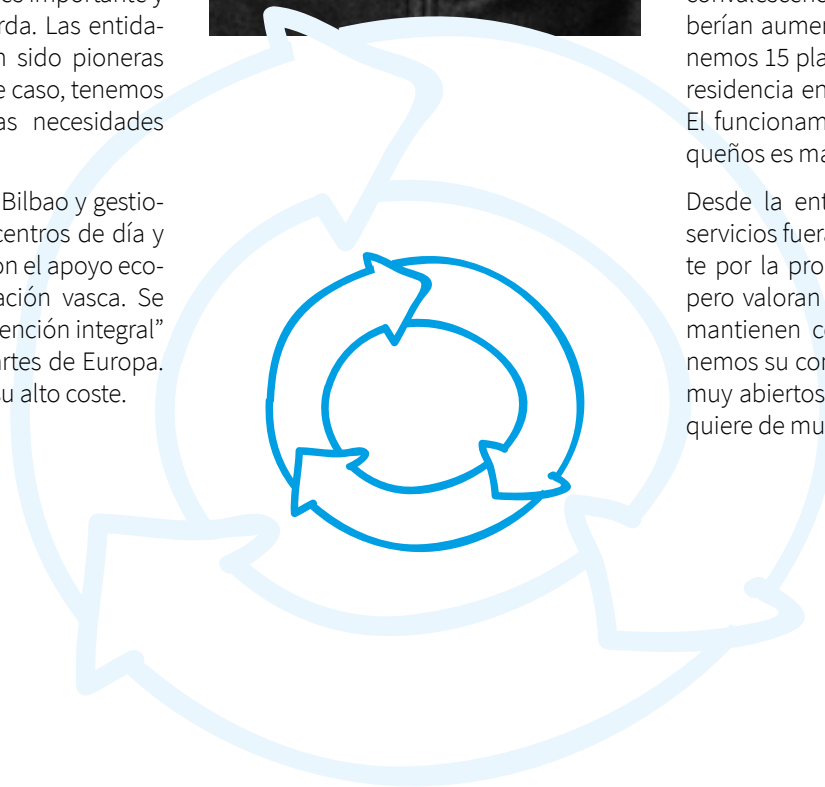 es importante y
rda. Las entida-
sido pioneras
e caso, tenemos
as necesidades
Bilbao y gestio-
centros de día y
on el apoyo eco-
ación vasca. Se
ención integral”
artes de Europa.
su alto coste.
berían aumen
nemos 15 pla
residencia en
El funcionam
queños es ma
Desde la ent
servicios fuera
te por la pro
pero valoran
mantienen c
nemos su con
muy abiertos
quiere de mu